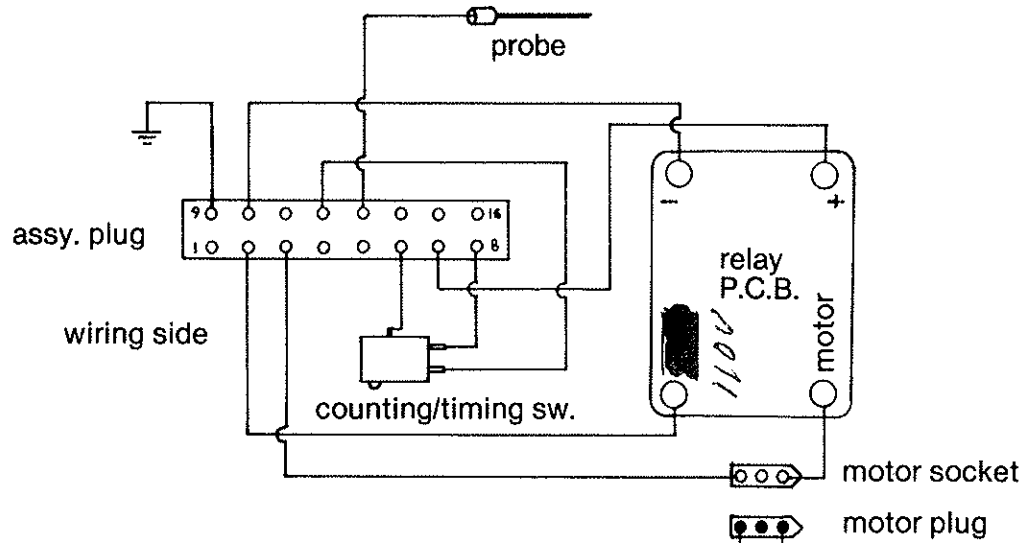 probe
9 16
assy. plug
1 8
wiring side
relay
P.C.B.
− +
110V
motor
counting/timing sw.
motor socket
motor plug